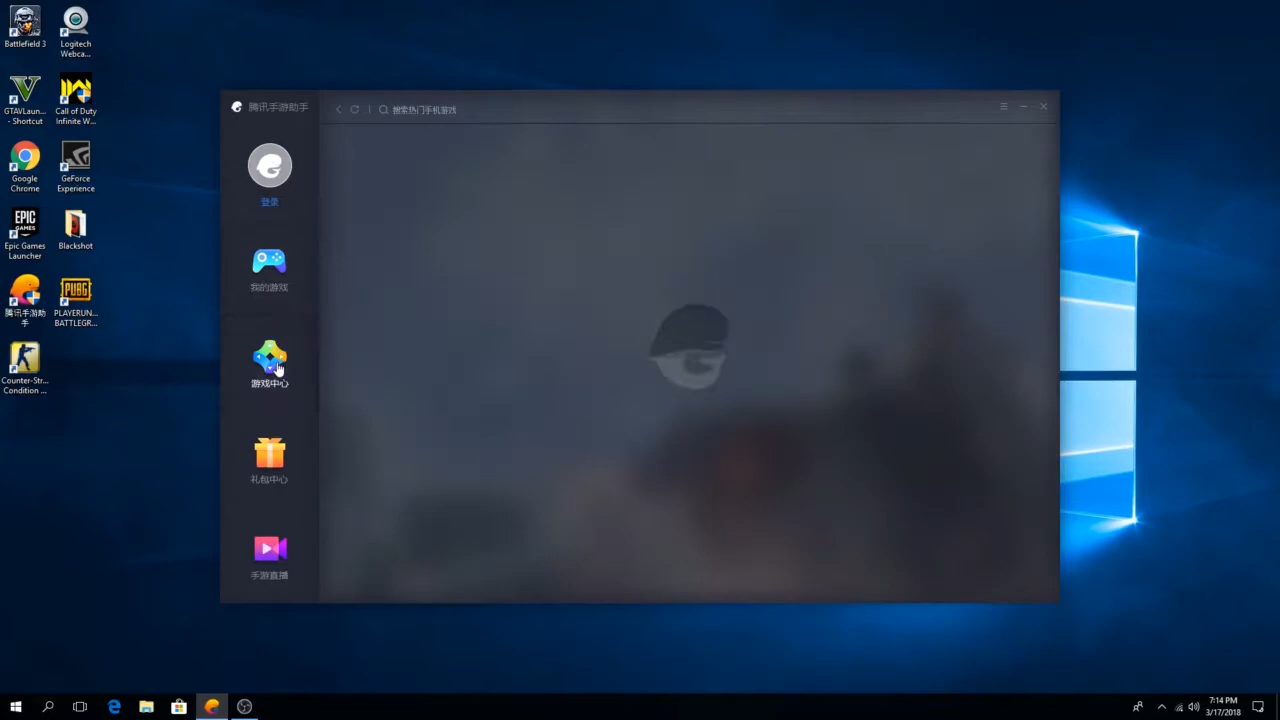 Battlefield 3
Logitech
Webca...
GTAVLaun...
- Shortcut
Call of Duty
Infinite W...
Google
Chrome
GeForce
Experience
EPIC
GAMES
Epic Games
Launcher
Blackshot
腾讯手游助
手
PUBG
PLAYERUN...
BATTLEGR...
Counter-Str...
Condition ...
腾讯手游助手
搜索热门手机游戏
登录
我的游戏
游戏中心
礼包中心
手游直播
7:14 PM
3/17/2018